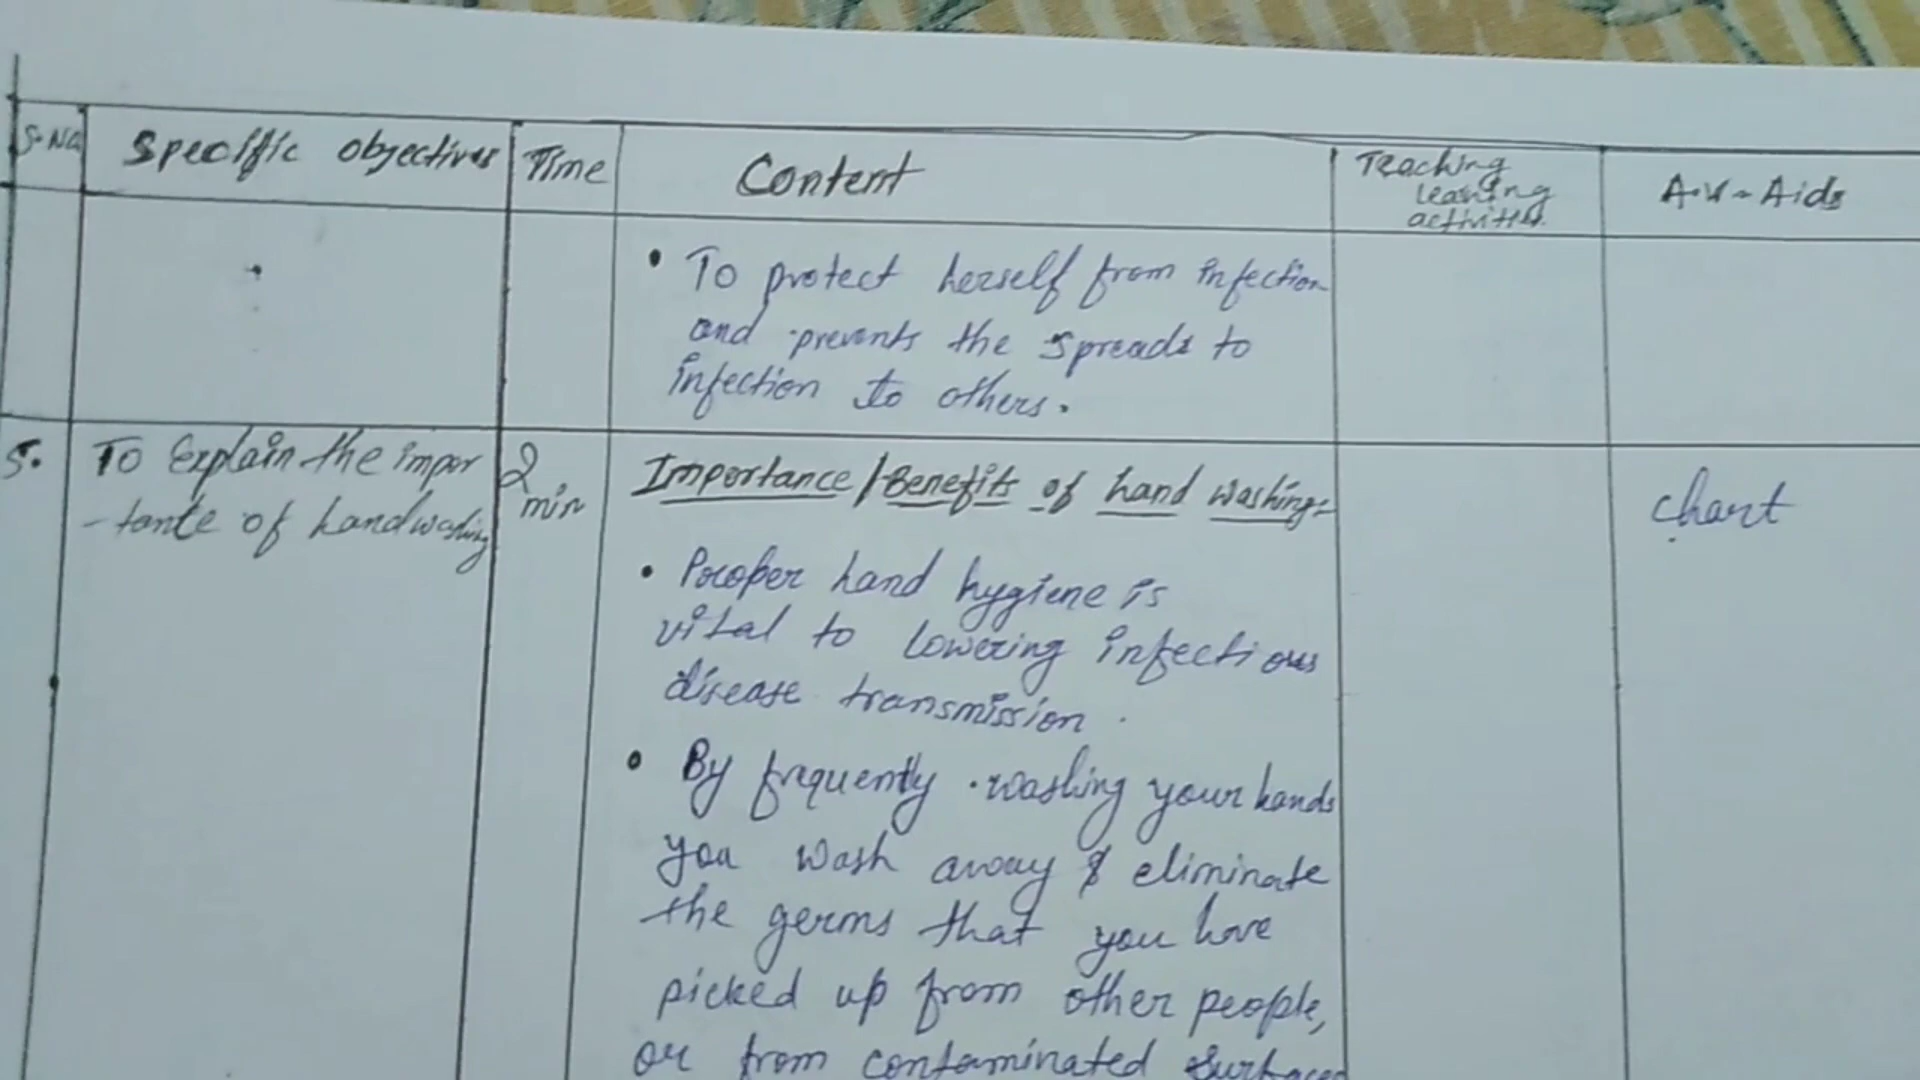 S.No
Specific objectives
Time
Content
Teaching
learning
activities.
A.V - Aids
• To protect herself from infection
and prevents the spreads to
infection to others.
5.
To Explain the impor
-tante of handwashing
2
min
Importance/Benefits of hand washing:-
• Proper hand hygiene is
vital to lowering infectious
disease transmission.
• By frequently washing your hands
you wash away & eliminate
the germs that you have
picked up from other people,
or from contaminated surfaces
chart